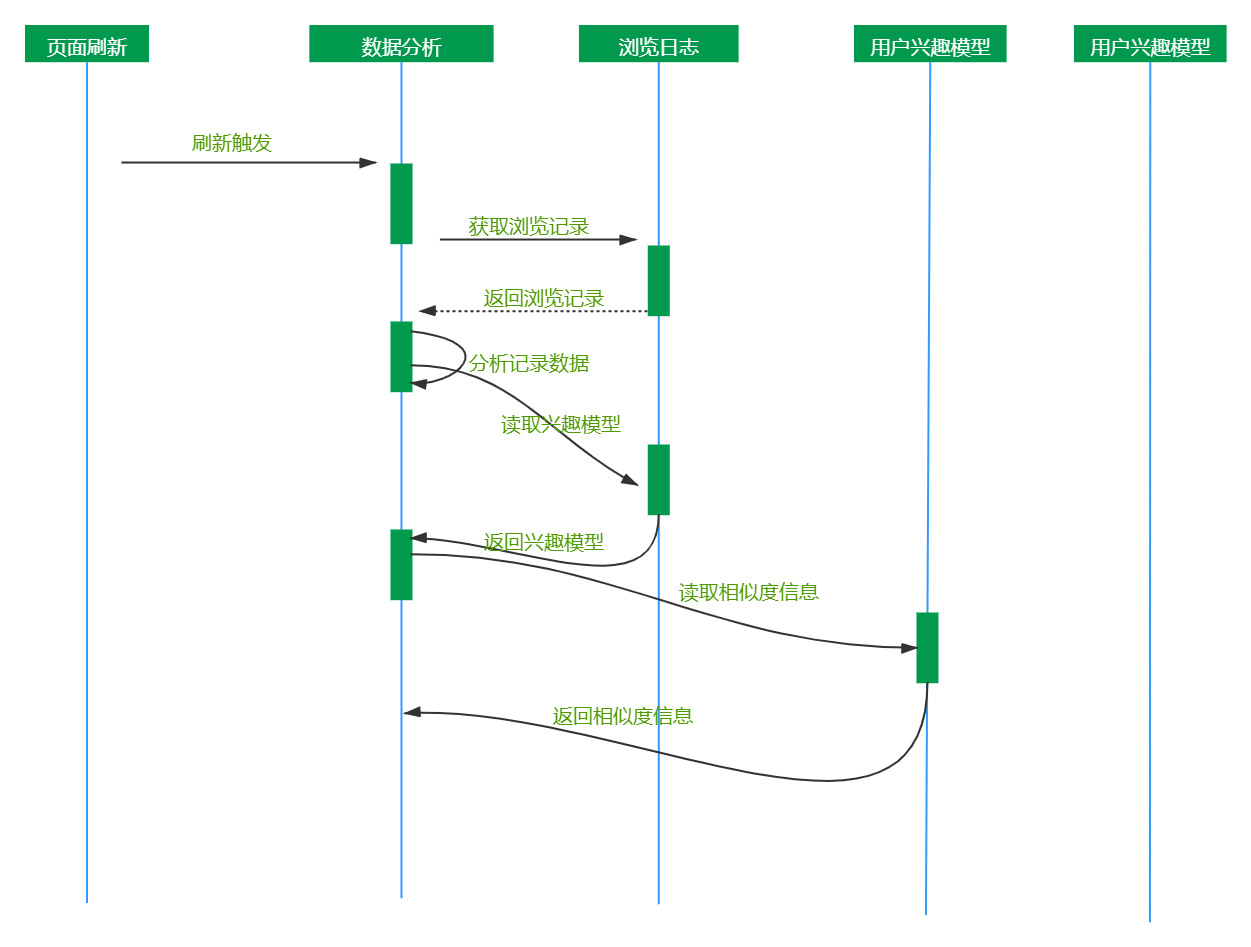 页面刷新
数据分析
浏览日志
用户兴趣模型
用户兴趣模型
刷新触发
获取浏览记录
返回浏览记录
分析记录数据
读取兴趣模型
返回兴趣模型
读取相似度信息
返回相似度信息